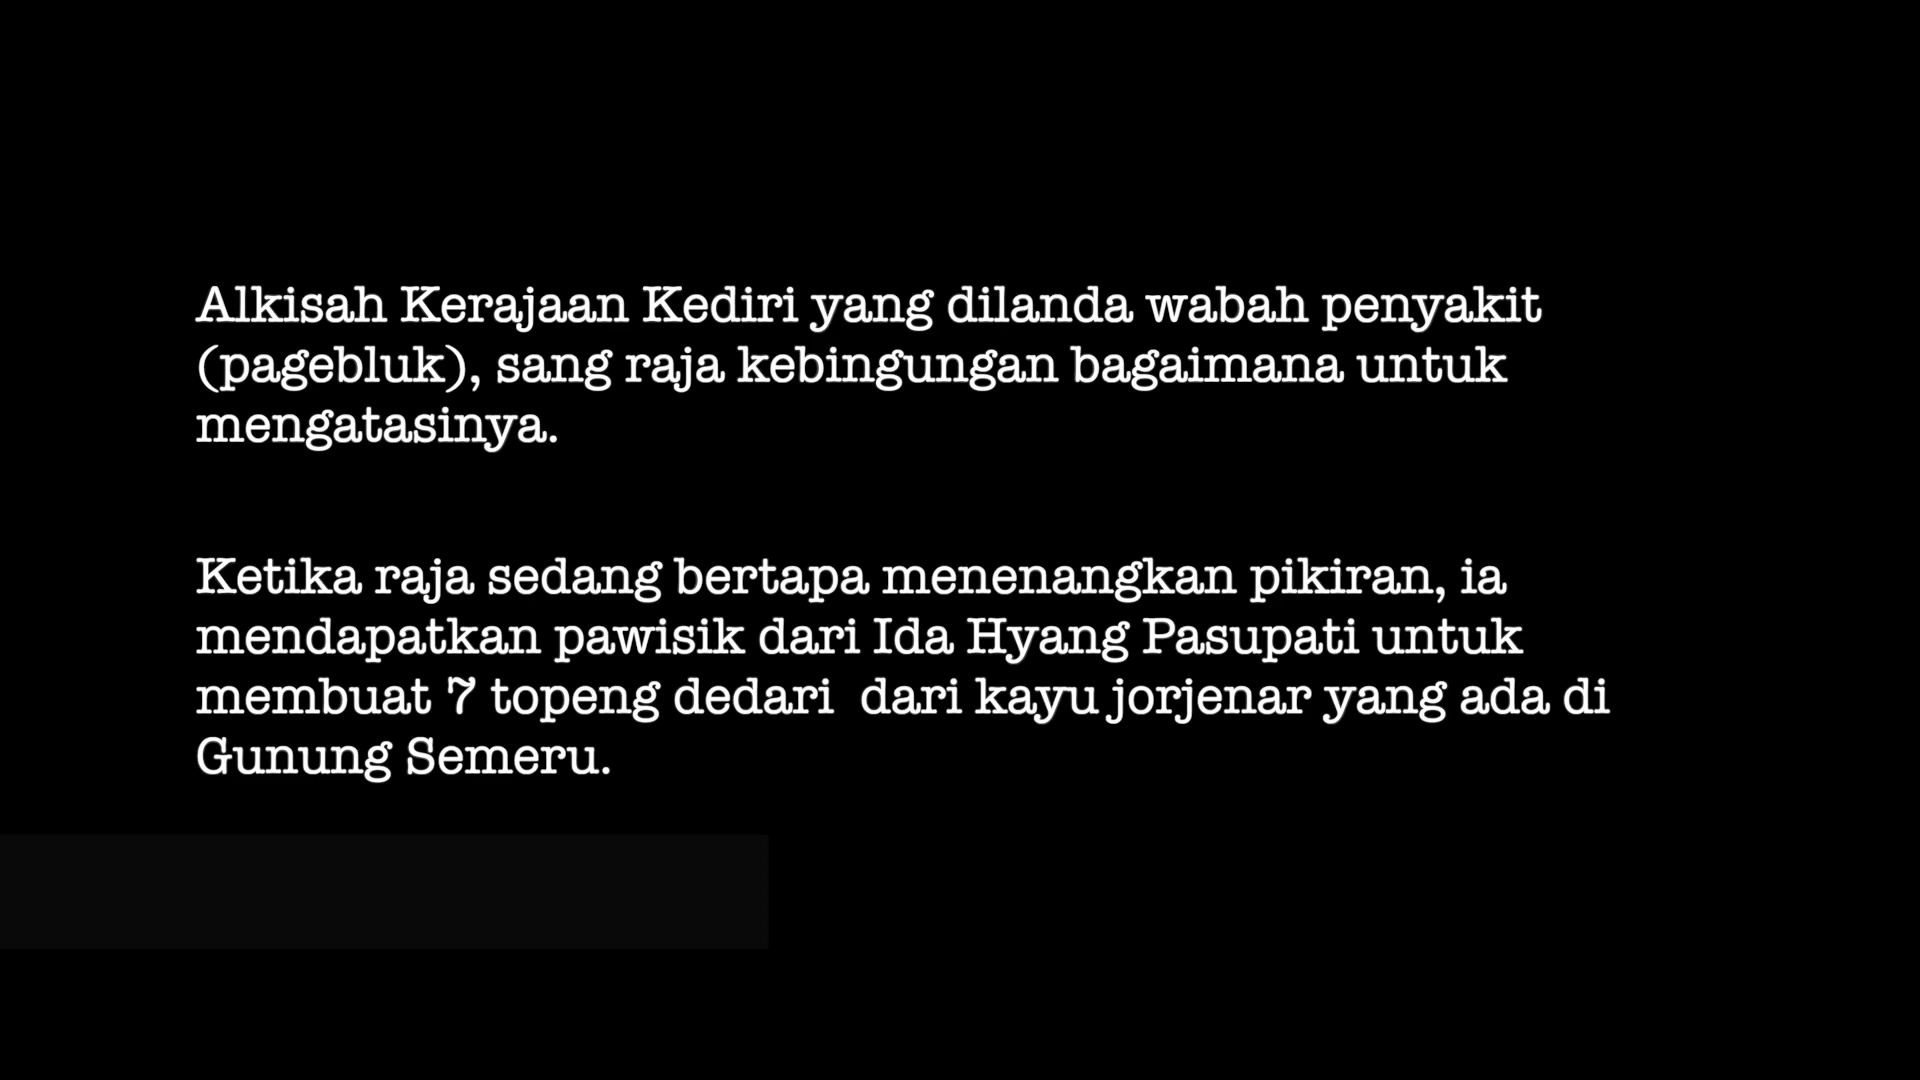 Alkisah Kerajaan Kediri yang dilanda wabah penyakit
(pagebluk), sang raja kebingungan bagaimana untuk
mengatasinya.
Ketika raja sedang bertapa menenangkan pikiran, ia
mendapatkan pawisik dari Ida Hyang Pasupati untuk
membuat 7 topeng dedari  dari kayu jorjenar yang ada di
Gunung Semeru.